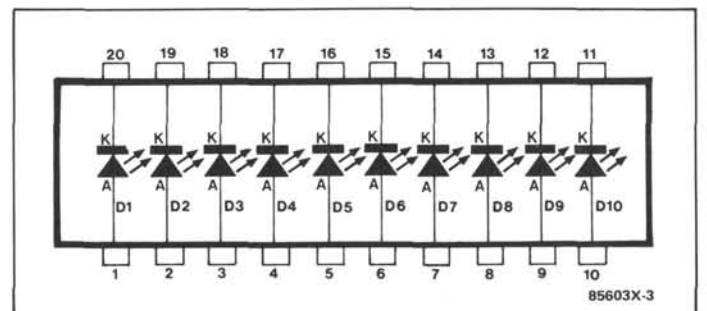 20 19 18 17 16 15 14 13 12 11
K K K K K K K K K K
A A A A A A A A A A
D1 D2 D3 D4 D5 D6 D7 D8 D9 D10
1 2 3 4 5 6 7 8 9 10
85603X-3